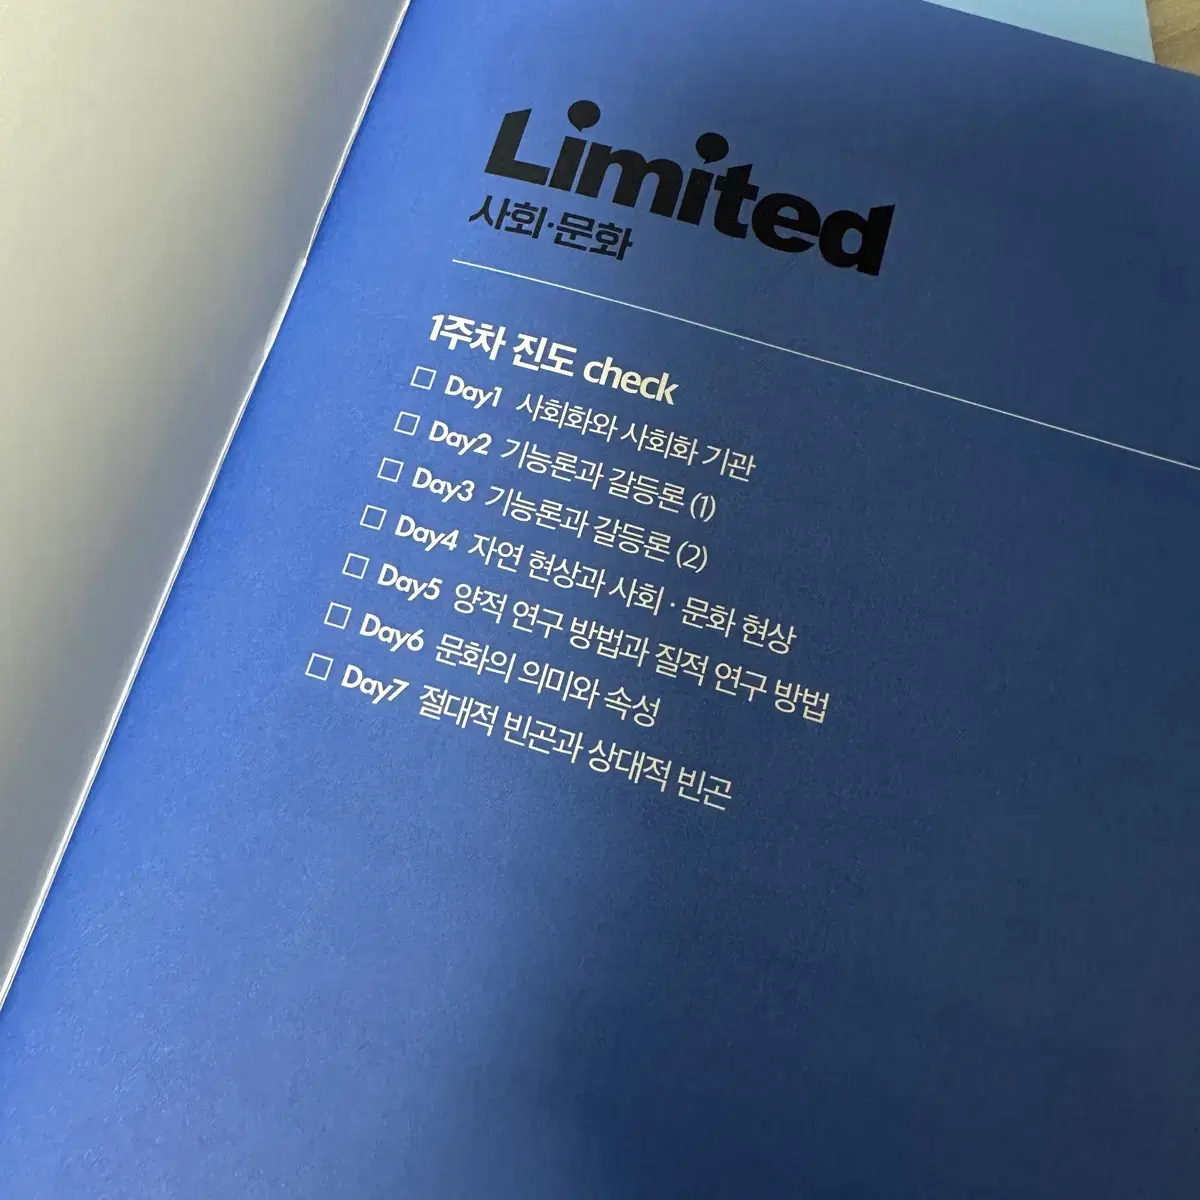 Limited
사회·문화
1주차 진도 check
□ Day1 사회화와 사회화 기관
□ Day2 기능론과 갈등론 (1)
□ Day3 기능론과 갈등론 (2)
□ Day4 자연 현상과 사회·문화 현상
□ Day5 양적 연구 방법과 질적 연구 방법
□ Day6 문화의 의미와 속성
□ Day7 절대적 빈곤과 상대적 빈곤